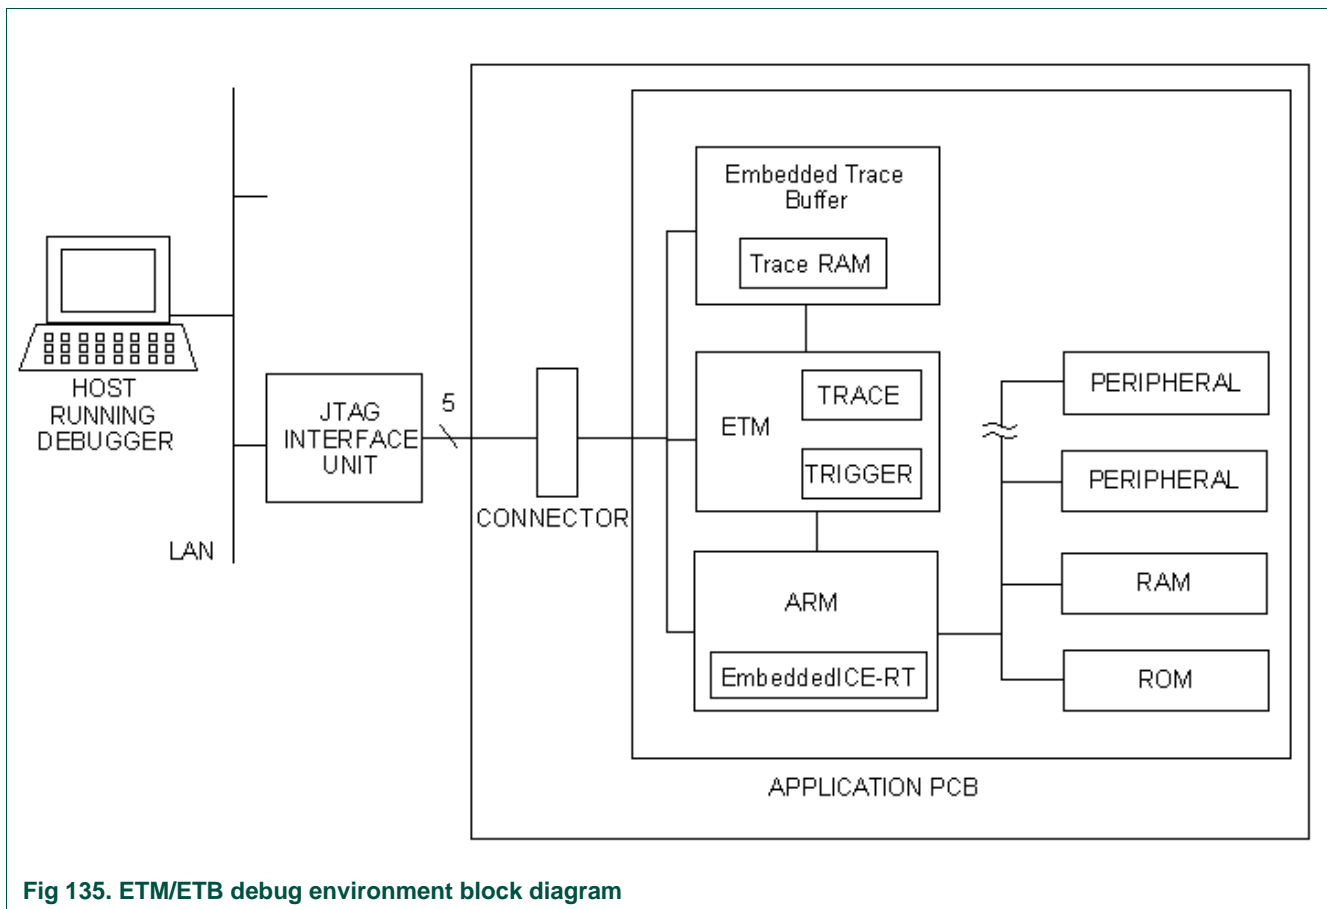 Embedded Trace
Buffer
Trace RAM
HOST
RUNNING
DEBUGGER
LAN
JTAG
INTERFACE
UNIT
5
CONNECTOR
ETM
TRACE
TRIGGER
ARM
EmbeddedICE-RT
PERIPHERAL
PERIPHERAL
RAM
ROM
APPLICATION PCB
Fig 135. ETM/ETB debug environment block diagram